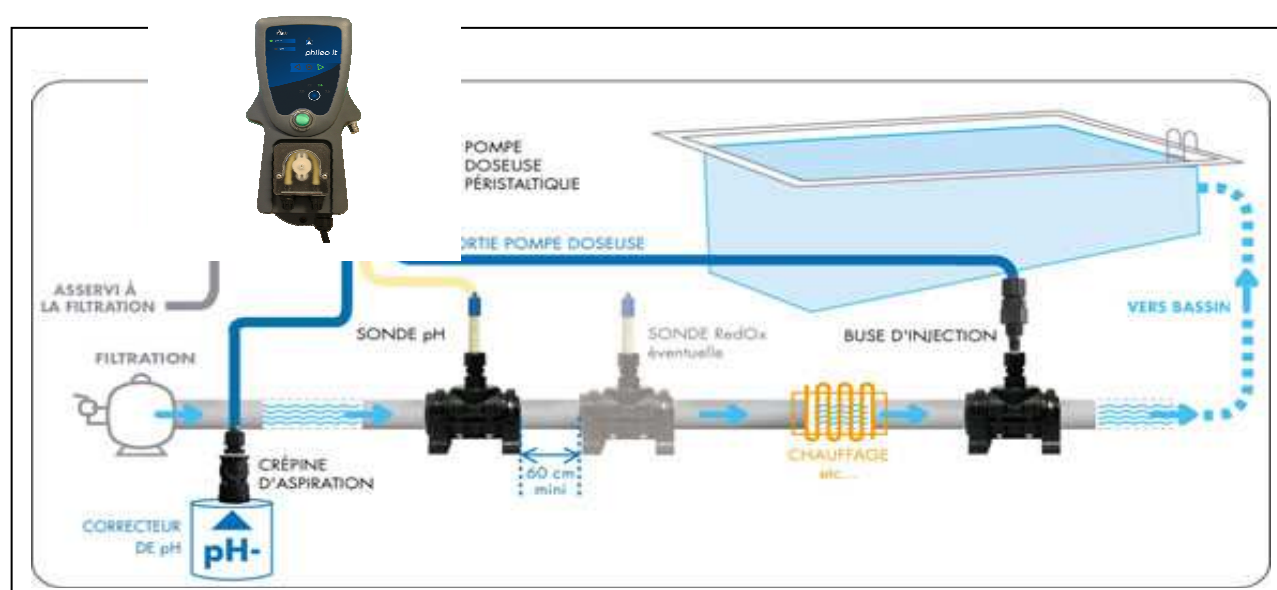 phileo lt
POMPE
DOSEUSE
PÉRISTALTIQUE
ORTIE POMPE DOSEUSE
ASSERVI À
LA FILTRATION
VERS BASSIN
SONDE pH
SONDE RedOx
éventuelle
BUSE D'INJECTION
FILTRATION
CRÉPINE
D'ASPIRATION
60 cm
mini
CHAUFFAGE
etc...
CORRECTEUR
DE pH
pH-